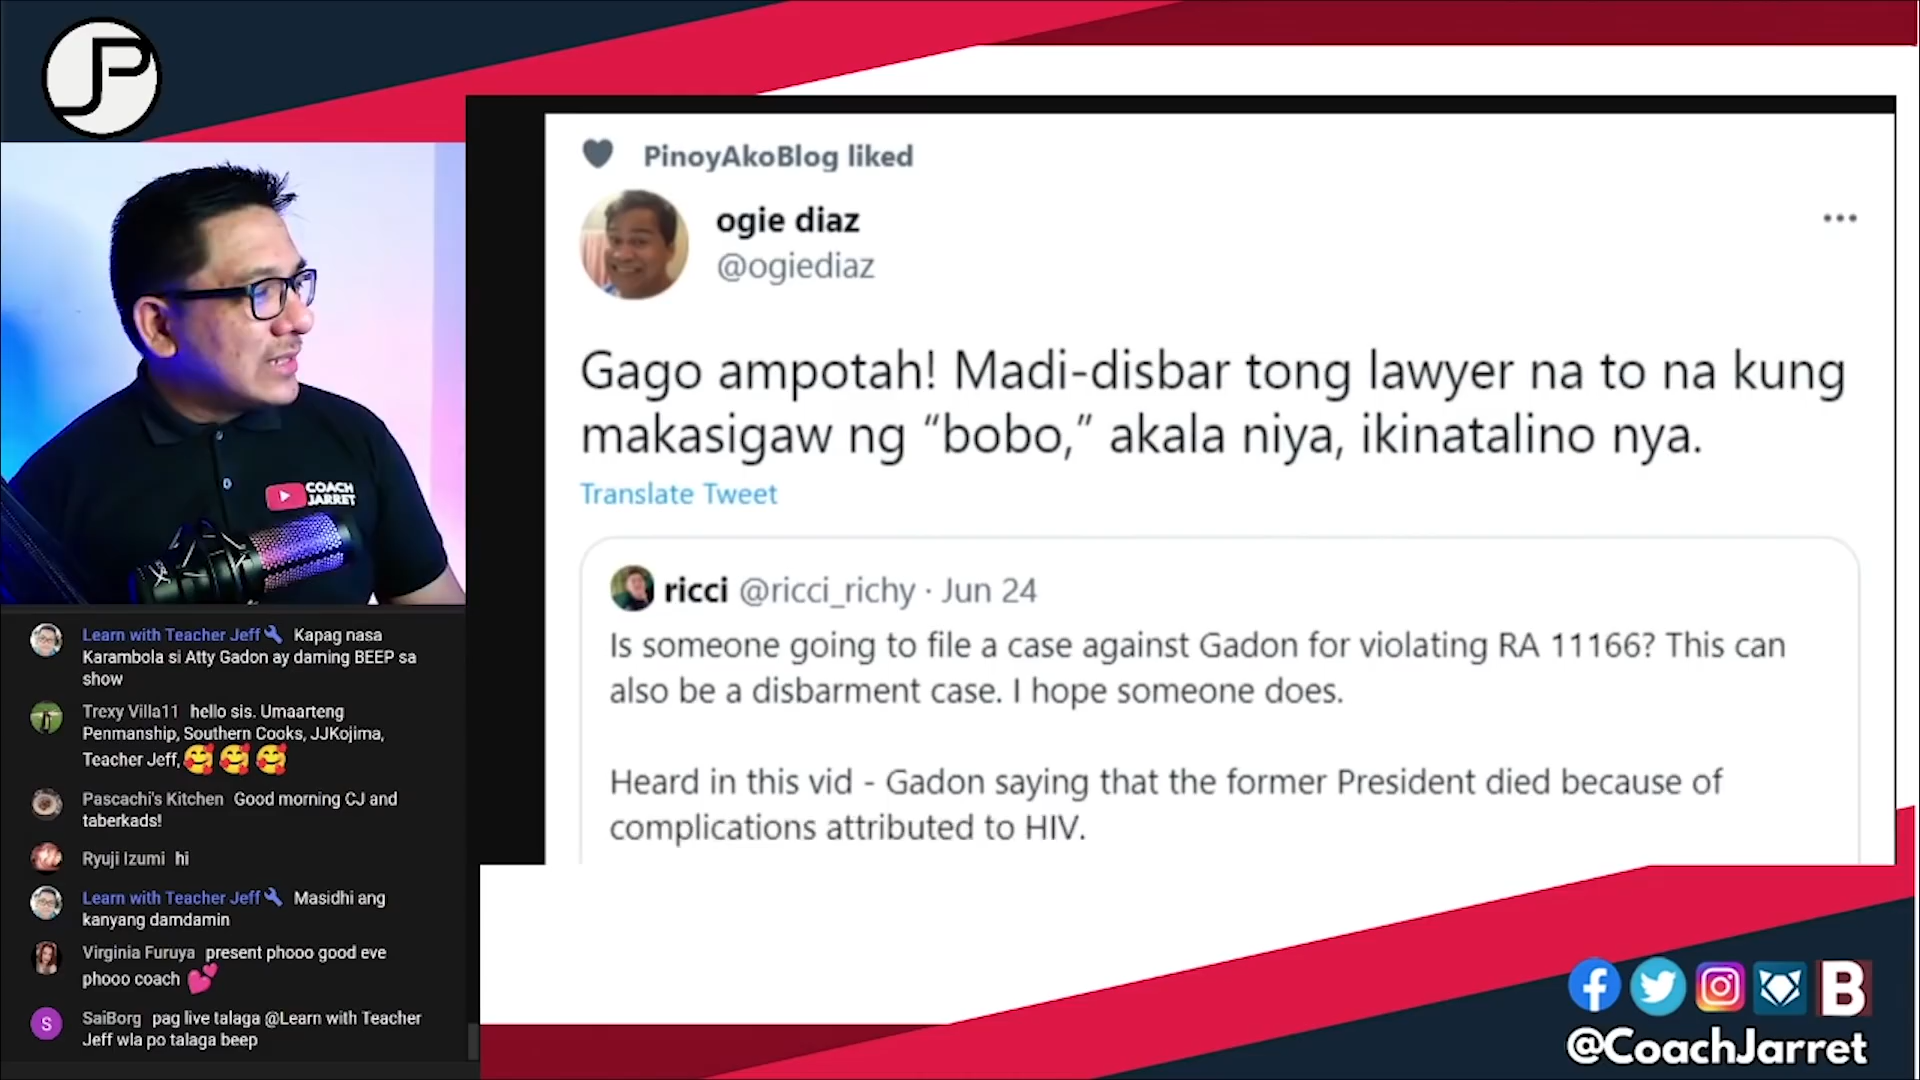 JP
PinoyAkoBlog liked
ogie diaz
@ogiediaz
Gago ampotah! Madi-disbar tong lawyer na to na kung
makasigaw ng “bobo,” akala niya, ikinatalino nya.
Translate Tweet
ricci @ricci_richy · Jun 24
Is someone going to file a case against Gadon for violating RA 11166? This can
also be a disbarment case. I hope someone does.
Heard in this vid - Gadon saying that the former President died because of
complications attributed to HIV.
COACH
JARRET
Learn with Teacher Jeff Kapag nasa
Karambola si Atty Gadon ay daming BEEP sa
show
Trexy Villa11 hello sis. Umaarteng
Penmanship, Southern Cooks, JJKojima,
Teacher Jeff, 🥰 🥰 🥰
Pascachi's Kitchen Good morning CJ and
taberkads!
Ryuji Izumi hi
Learn with Teacher Jeff Masidhi ang
kanyang damdamin
Virginia Furuya present phooo good eve
phooo coach 💕
S SaiBorg pag live talaga @Learn with Teacher
Jeff wla po talaga beep
B
@CoachJarret